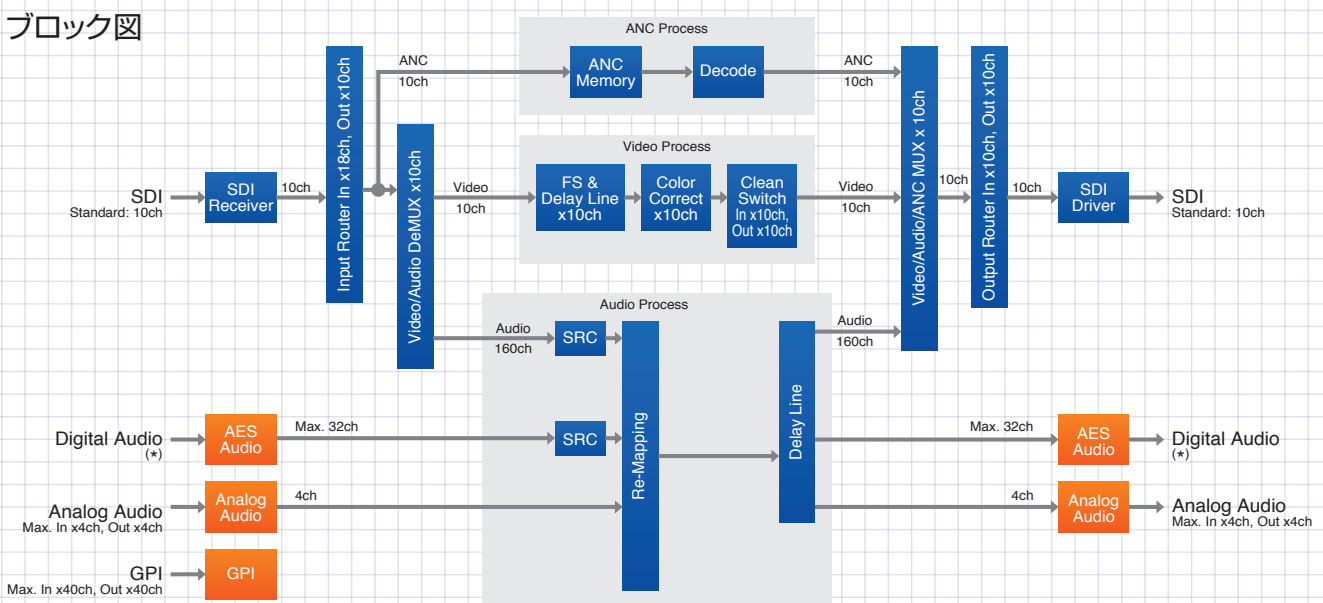 ブロック図
ANC Process
ANC
10ch
ANC
Memory
Decode
ANC
10ch
Input Router In x18ch, Out x10ch
Video/Audio DeMUX x10ch
Video/Audio/ANC MUX x 10ch
Output Router In x10ch, Out x10ch
Video Process
SDI
Standard: 10ch
SDI
Receiver
10ch
Video
10ch
FS &
Delay Line
x10ch
Color
Correct
x10ch
Clean
Switch
In x10ch,
Out x10ch
Video
10ch
10ch
10ch
SDI
Driver
SDI
Standard: 10ch
Audio Process
Audio
160ch
SRC
Re-Mapping
Delay Line
Audio
160ch
Digital Audio
(*)
AES
Audio
Max. 32ch
SRC
Max. 32ch
AES
Audio
Digital Audio
(*)
Analog Audio
Max. In x4ch, Out x4ch
Analog
Audio
4ch
4ch
Analog
Audio
Analog Audio
Max. In x4ch, Out x4ch
GPI
Max. In x40ch, Out x40ch
GPI